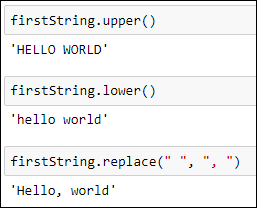 firstString.upper()
'HELLO WORLD'
firstString.lower()
'hello world'
firstString.replace(" ", ", ")
'Hello, world'